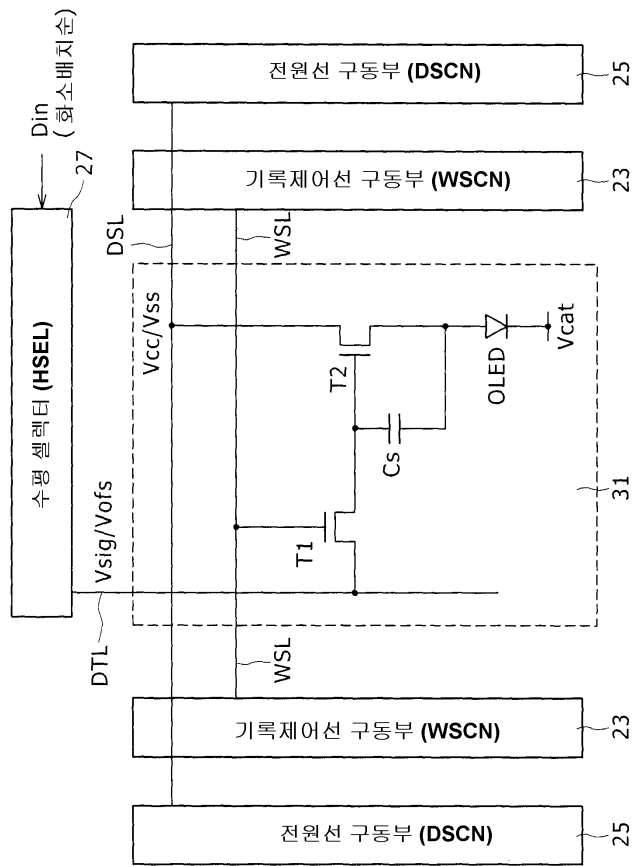 Din
( 화소배치순 )
27
수평 셀렉터 (HSEL)
DTL
Vsig/Vofs
DSL
Vcc/Vss
WSL
WSL
전원선 구동부 (DSCN)
25
기록제어선 구동부 (WSCN)
23
T1
T2
Cs
OLED
Vcat
31
기록제어선 구동부 (WSCN)
23
전원선 구동부 (DSCN)
25